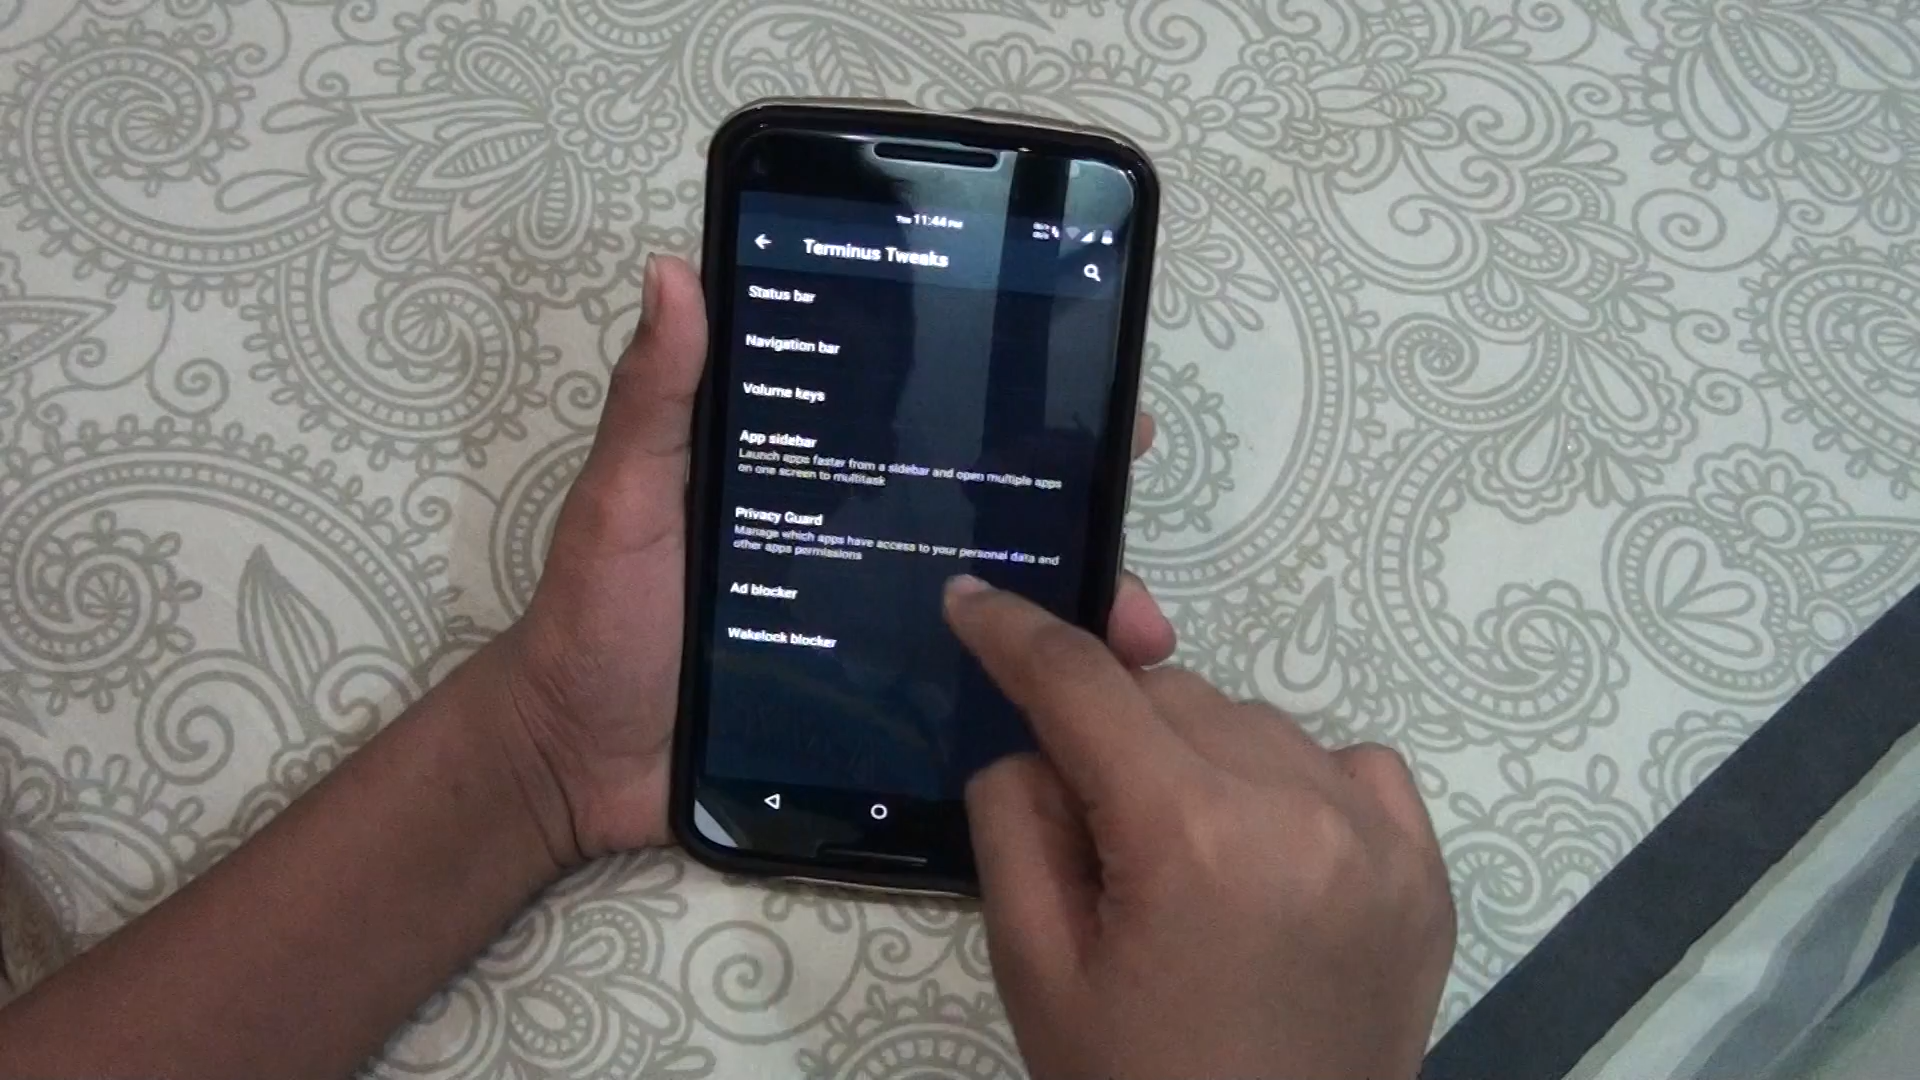 Thu 11:44 PM
Terminus Tweaks
Status bar
Navigation bar
Volume keys
App sidebar
Launch apps faster from a sidebar and open multiple apps
on one screen to multitask
Privacy Guard
Manage which apps have access to your personal data and
other apps permissions
Ad blocker
Wakelock blocker